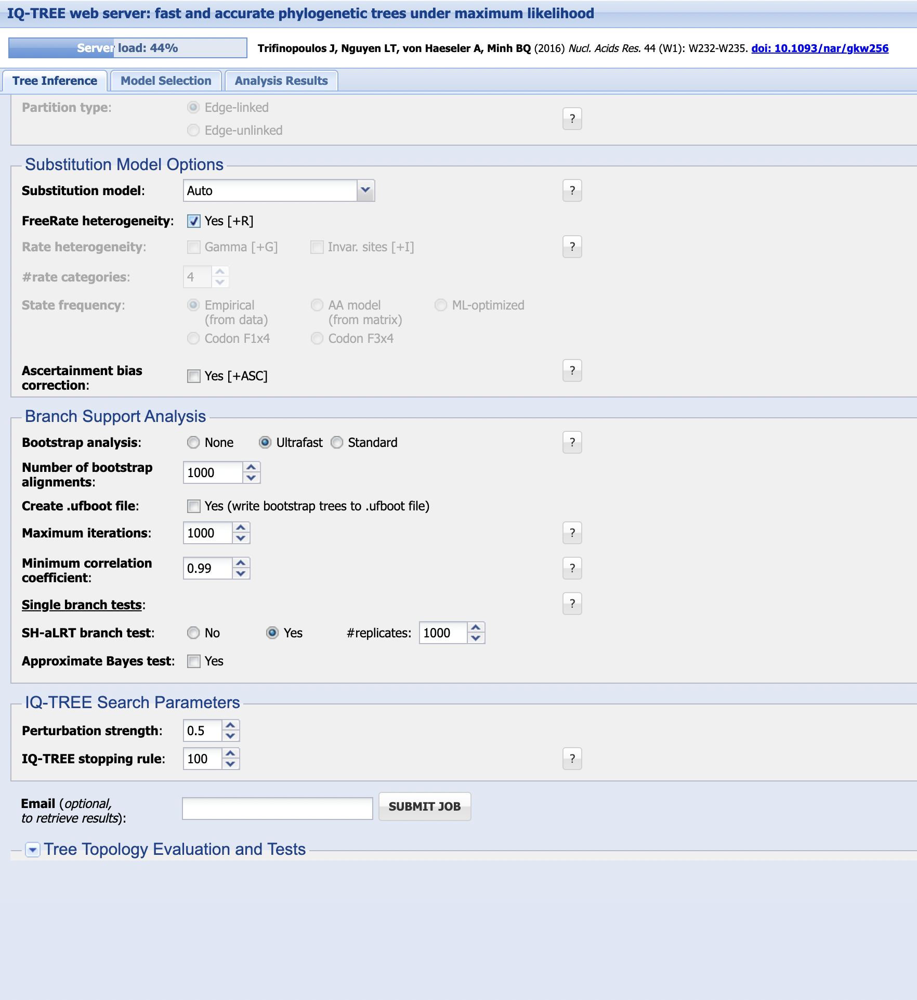 IQ-TREE web server: fast and accurate phylogenetic trees under maximum likelihood
Server load: 44%
Trifinopoulos J, Nguyen LT, von Haeseler A, Minh BQ (2016) Nucl. Acids Res. 44 (W1): W232-W235. doi: 10.1093/nar/gkw256
Tree Inference Model Selection Analysis Results
Partition type: Edge-linked
?
Edge-unlinked
Substitution Model Options
Substitution model: Auto ?
FreeRate heterogeneity: Yes [+R]
Rate heterogeneity: Gamma [+G] Invar. sites [+I] ?
#rate categories: 4
State frequency: Empirical AA model ML-optimized
(from data) (from matrix)
Codon F1x4 Codon F3x4
Ascertainment bias
correction: Yes [+ASC] ?
Branch Support Analysis
Bootstrap analysis: None Ultrafast Standard ?
Number of bootstrap
alignments: 1000
Create .ufboot file: Yes (write bootstrap trees to .ufboot file)
Maximum iterations: 1000 ?
Minimum correlation
coefficient: 0.99 ?
Single branch tests: ?
SH-aLRT branch test: No Yes #replicates: 1000
Approximate Bayes test: Yes
IQ-TREE Search Parameters
Perturbation strength: 0.5
IQ-TREE stopping rule: 100 ?
Email (optional,
to retrieve results): SUBMIT JOB
Tree Topology Evaluation and Tests